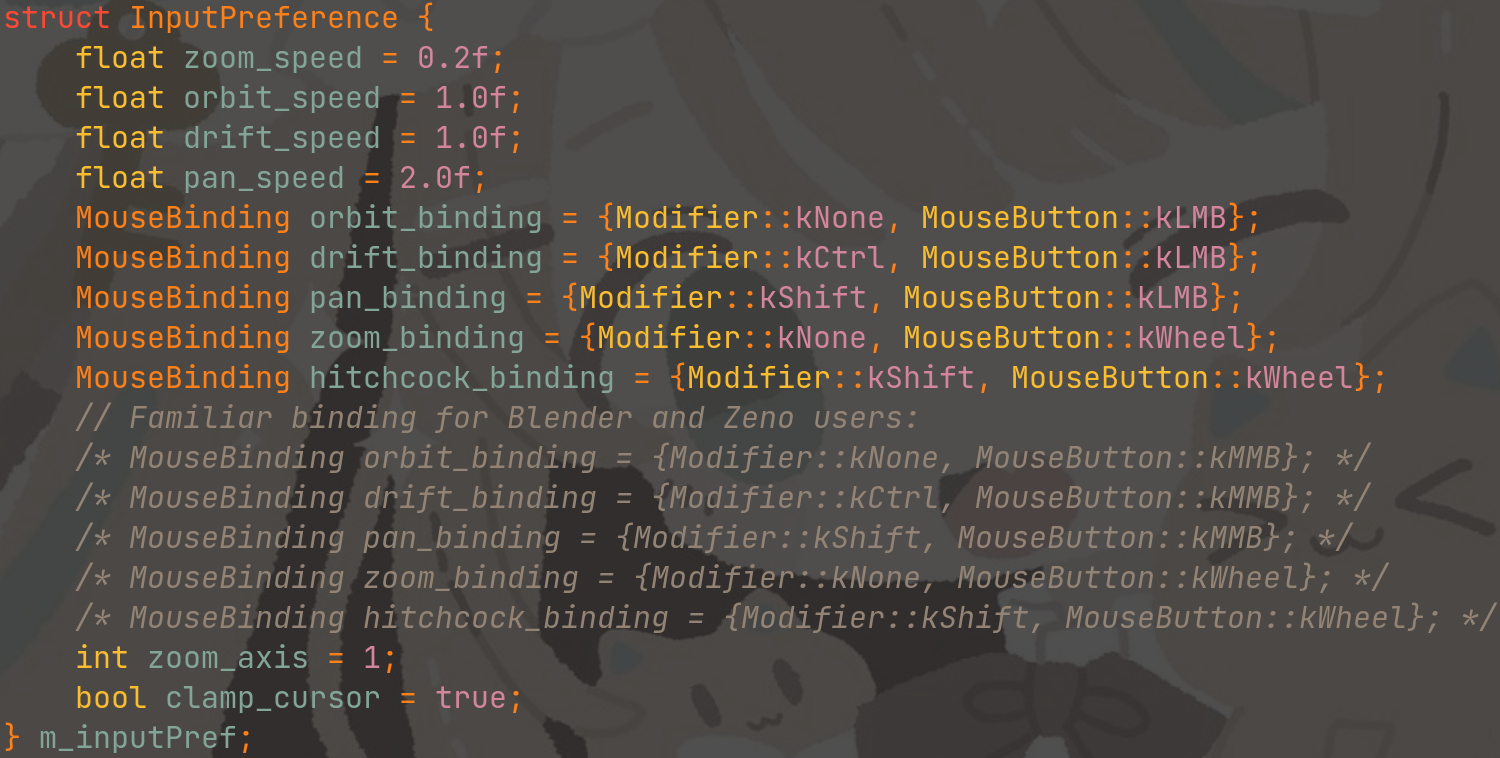 struct InputPreference {
    float zoom_speed = 0.2f;
    float orbit_speed = 1.0f;
    float drift_speed = 1.0f;
    float pan_speed = 2.0f;
    MouseBinding orbit_binding = {Modifier::kNone, MouseButton::kLMB};
    MouseBinding drift_binding = {Modifier::kCtrl, MouseButton::kLMB};
    MouseBinding pan_binding = {Modifier::kShift, MouseButton::kLMB};
    MouseBinding zoom_binding = {Modifier::kNone, MouseButton::kWheel};
    MouseBinding hitchcock_binding = {Modifier::kShift, MouseButton::kWheel};
    // Familiar binding for Blender and Zeno users:
    /* MouseBinding orbit_binding = {Modifier::kNone, MouseButton::kMMB}; */
    /* MouseBinding drift_binding = {Modifier::kCtrl, MouseButton::kMMB}; */
    /* MouseBinding pan_binding = {Modifier::kShift, MouseButton::kMMB}; */
    /* MouseBinding zoom_binding = {Modifier::kNone, MouseButton::kWheel}; */
    /* MouseBinding hitchcock_binding = {Modifier::kShift, MouseButton::kWheel}; */
    int zoom_axis = 1;
    bool clamp_cursor = true;
} m_inputPref;